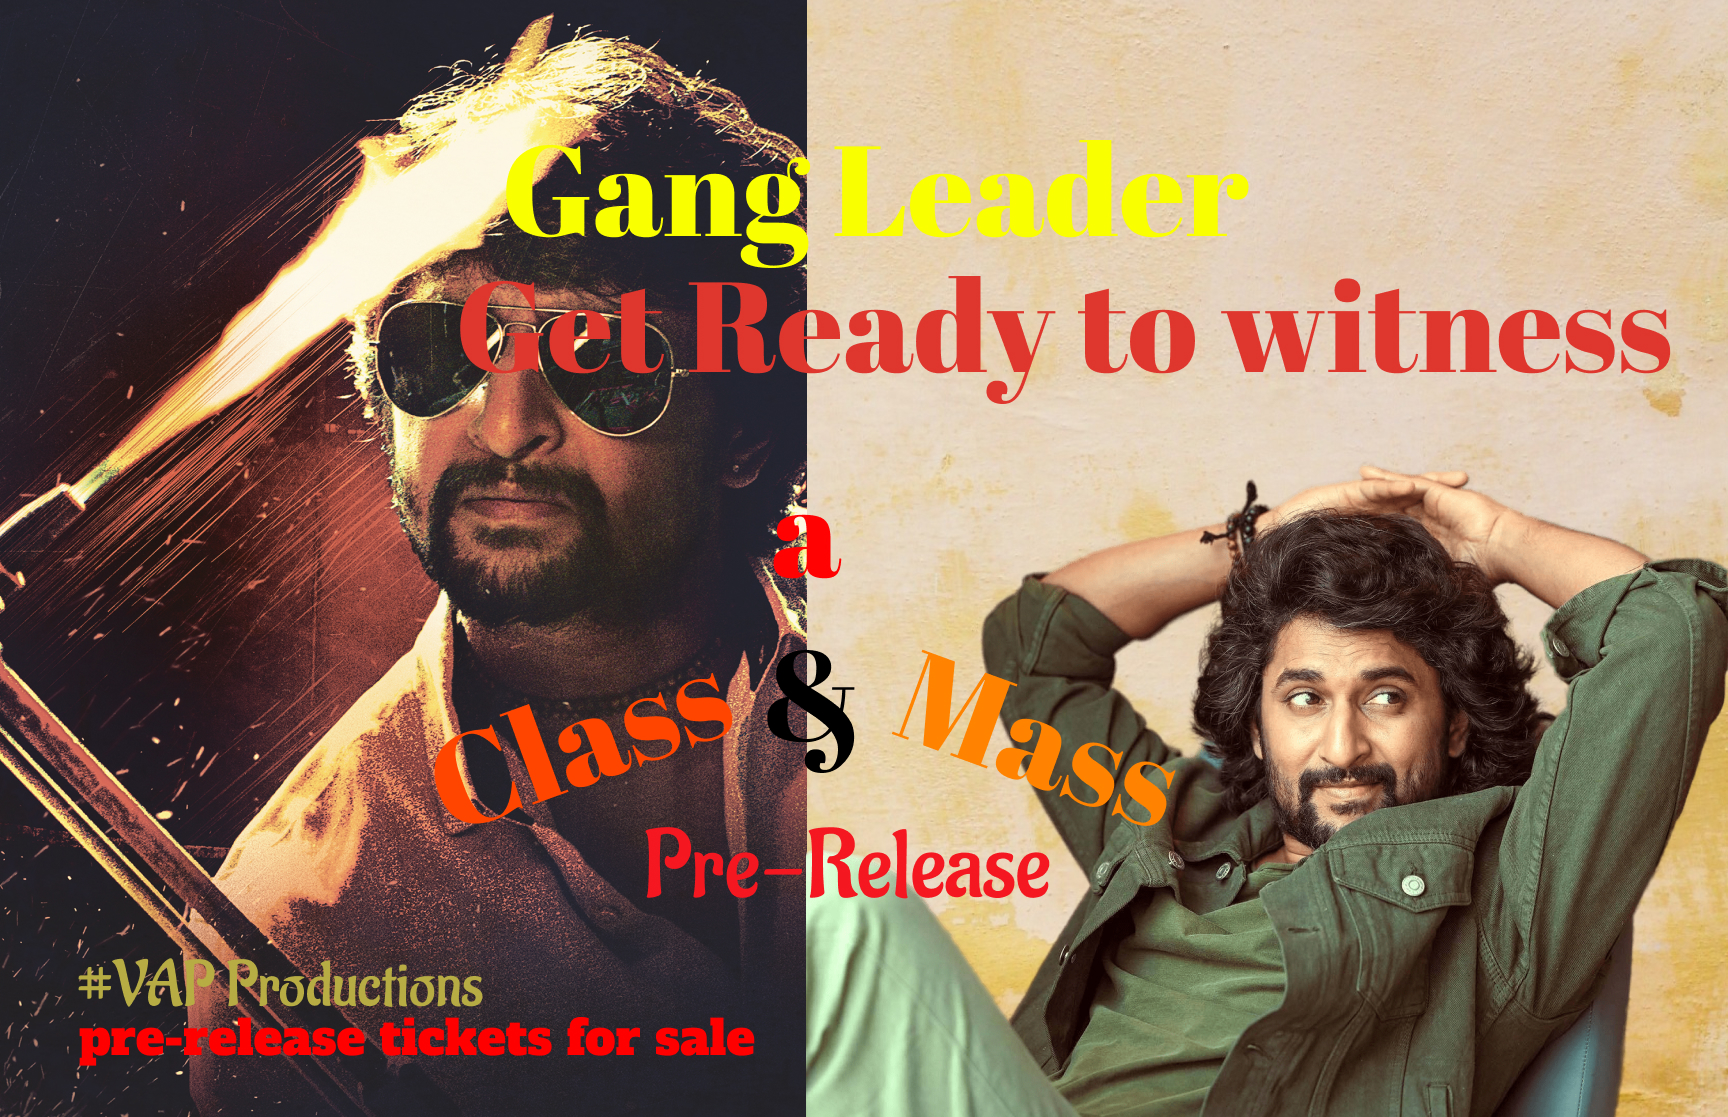 Gang Leader
Get Ready to witness
a
Class & Mass
Pre-Release
#VAP Productions
pre-release tickets for sale